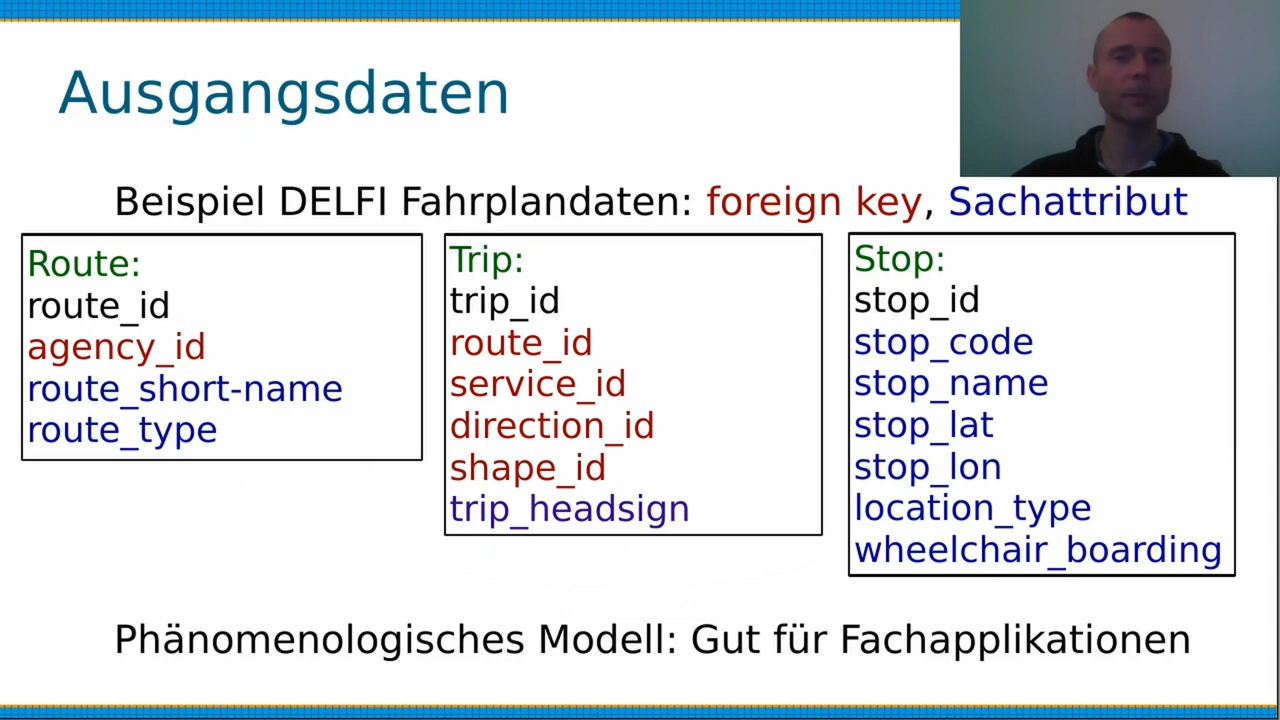 Ausgangsdaten
Beispiel DELFI Fahrplandaten: foreign key, Sachattribut
Route:
route_id
agency_id
route_short-name
route_type
Trip:
trip_id
route_id
service_id
direction_id
shape_id
trip_headsign
Stop:
stop_id
stop_code
stop_name
stop_lat
stop_lon
location_type
wheelchair_boarding
Phänomenologisches Modell: Gut für Fachapplikationen